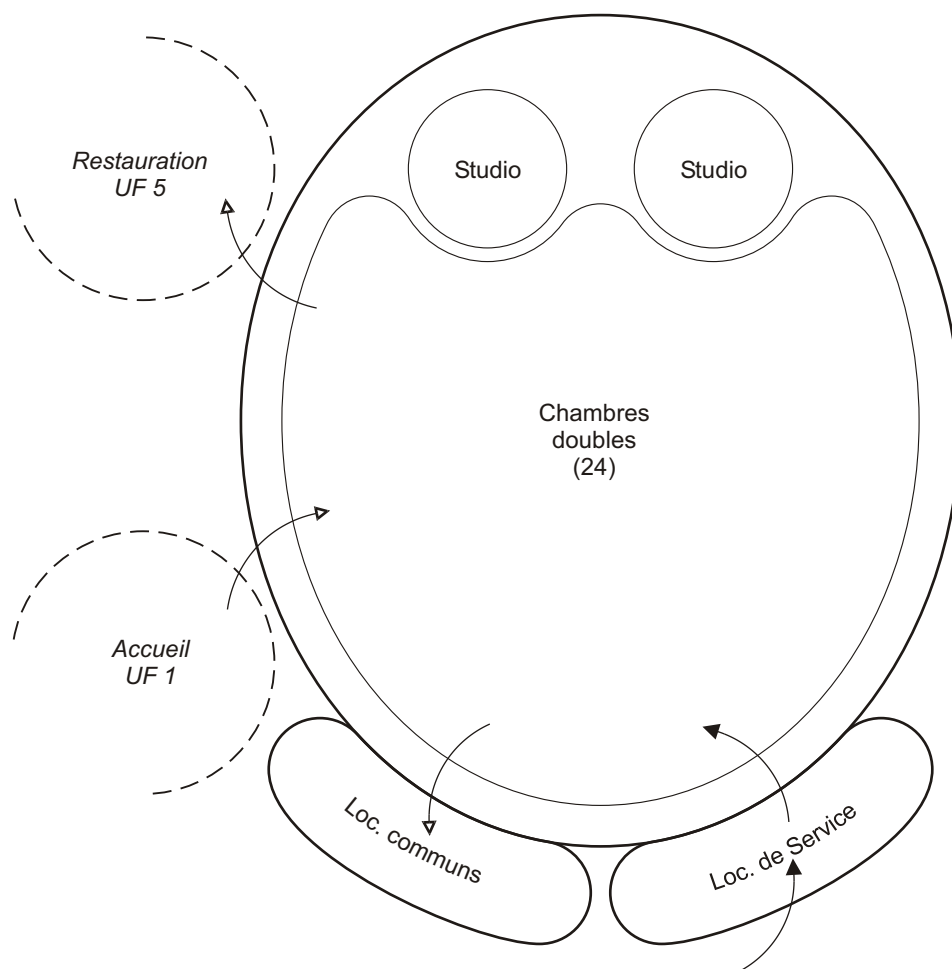 Restauration
UF 5
Studio
Studio
Chambres
doubles
(24)
Accueil
UF 1
Loc. communs
Loc. de Service